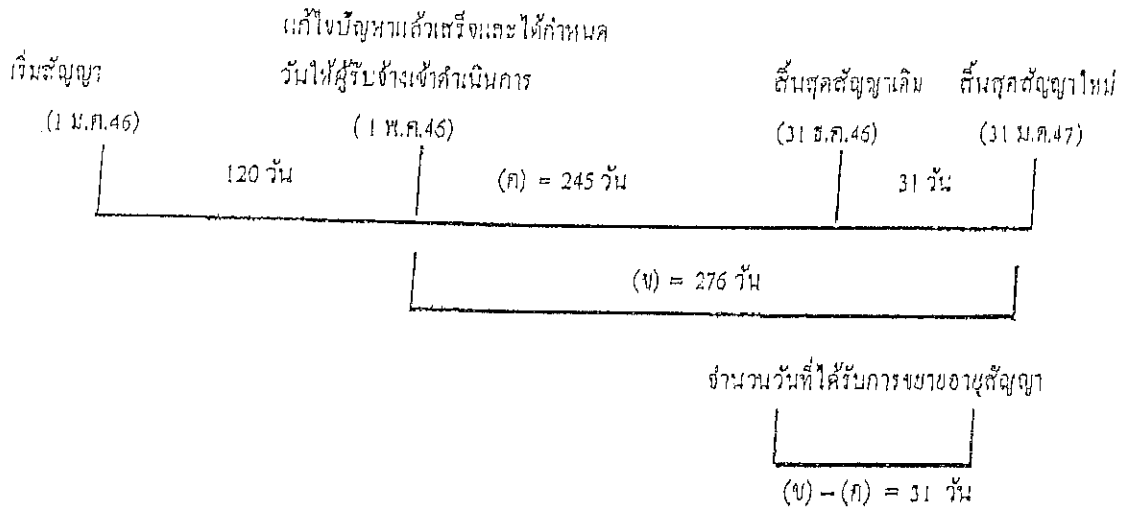 แก้ไขปัญหาแล้วเสร็จและได้กำหนด
เริ่มสัญญา วันให้ผู้รับจ้างเข้าดำเนินการ สิ้นสุดสัญญาเดิม สิ้นสุดสัญญาใหม่
(1 ม.ค.46) (1 พ.ค.46) (31 ธ.ค.46) (31 ม.ค.47)
120 วัน (ค) = 245 วัน 31 วัน
(ข) = 276 วัน
จำนวนวันที่ได้รับการขยายอายุสัญญา
(ข) – (ค) = 31 วัน